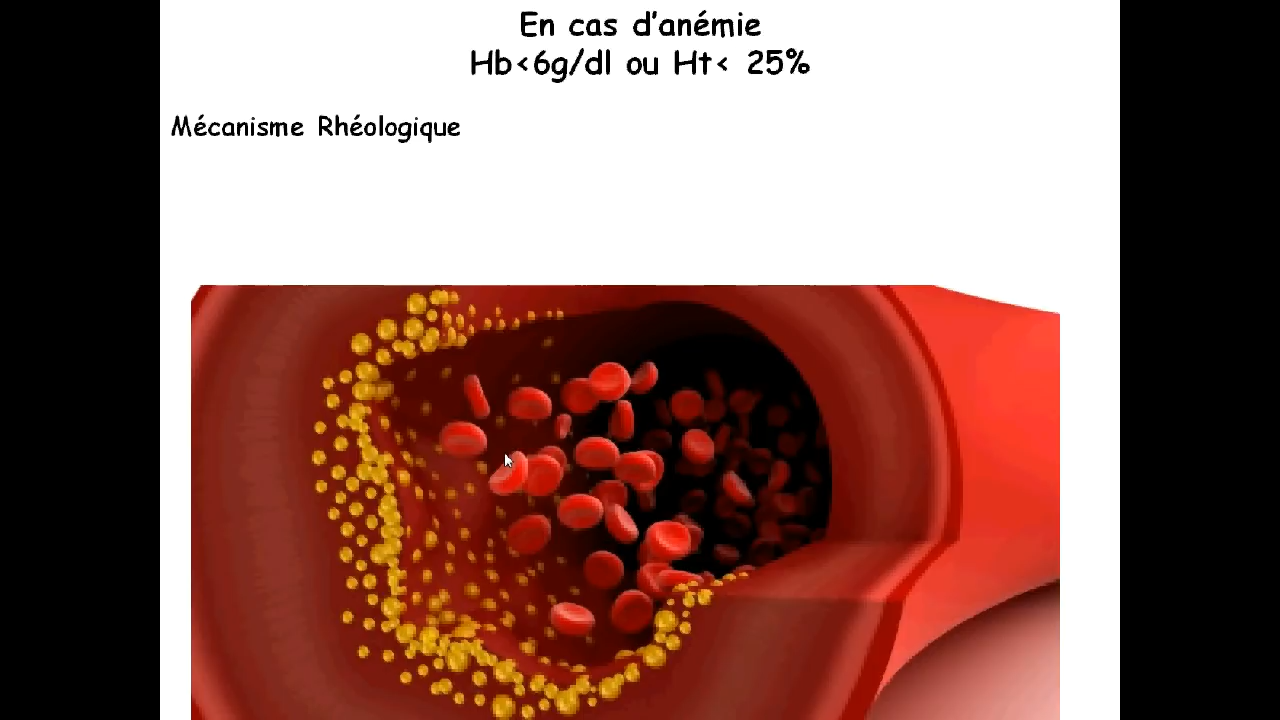 En cas d'anémie
Hb<6g/dl ou Ht< 25%
Mécanisme Rhéologique